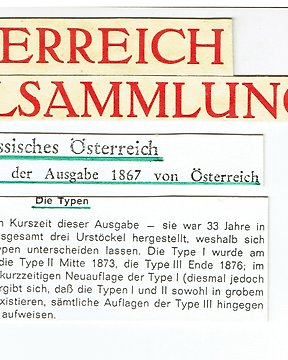 ERREICH
LSAMMLUNG
ssisches Österreich
der Ausgabe 1867 von Österreich
Die Typen
n Kurszeit dieser Ausgabe – sie war 33 Jahre in
sgesamt drei Urstöckel hergestellt, weshalb sich
ypen unterscheiden lassen. Die Type I wurde am
die Type II Mitte 1873, die Type III Ende 1876; im
kurzzeitigen Neuauflage der Type I (diesmal jedoch
rgibt sich, daß die Typen I und II sowohl in grobem
xistieren, sämtliche Auflagen der Type III hingegen
aufweisen.